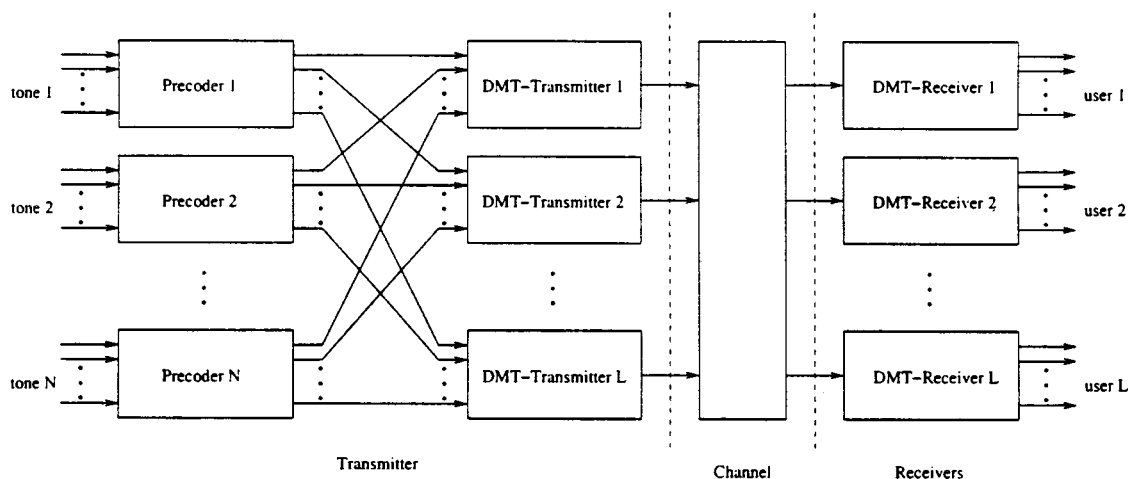 tone 1
Precoder 1
DMT-Transmitter 1
DMT-Receiver 1
user 1
tone 2
Precoder 2
DMT-Transmitter 2
DMT-Receiver 2
user 2
tone N
Precoder N
DMT-Transmitter L
DMT-Receiver L
user L
Transmitter
Channel
Receivers